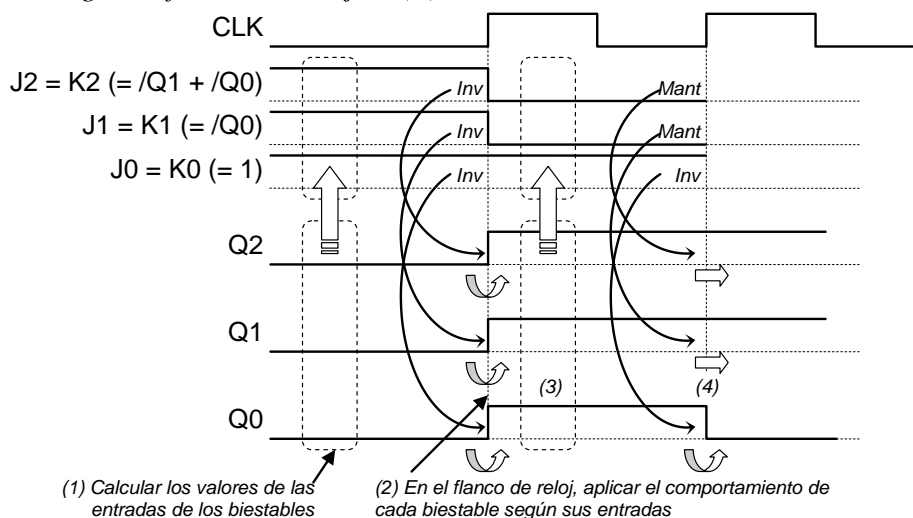 CLK
J2 = K2 (= /Q1 + /Q0)
Inv
Mant
J1 = K1 (= /Q0)
Inv
Mant
J0 = K0 (= 1)
Inv
Inv
Q2
Q1
(3)
(4)
Q0
(1) Calcular los valores de las
entradas de los biestables
(2) En el flanco de reloj, aplicar el comportamiento de
cada biestable según sus entradas